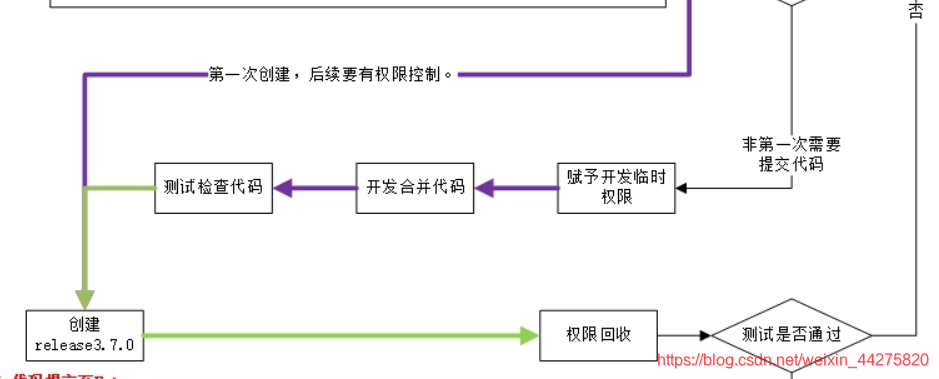 否
第一次创建，后续要有权限控制。
非第一次需要
提交代码
测试检查代码
开发合并代码
赋予开发临时
权限
创建
release3.7.0
权限回收
测试是否通过
https://blog.csdn.net/weixin_44275820